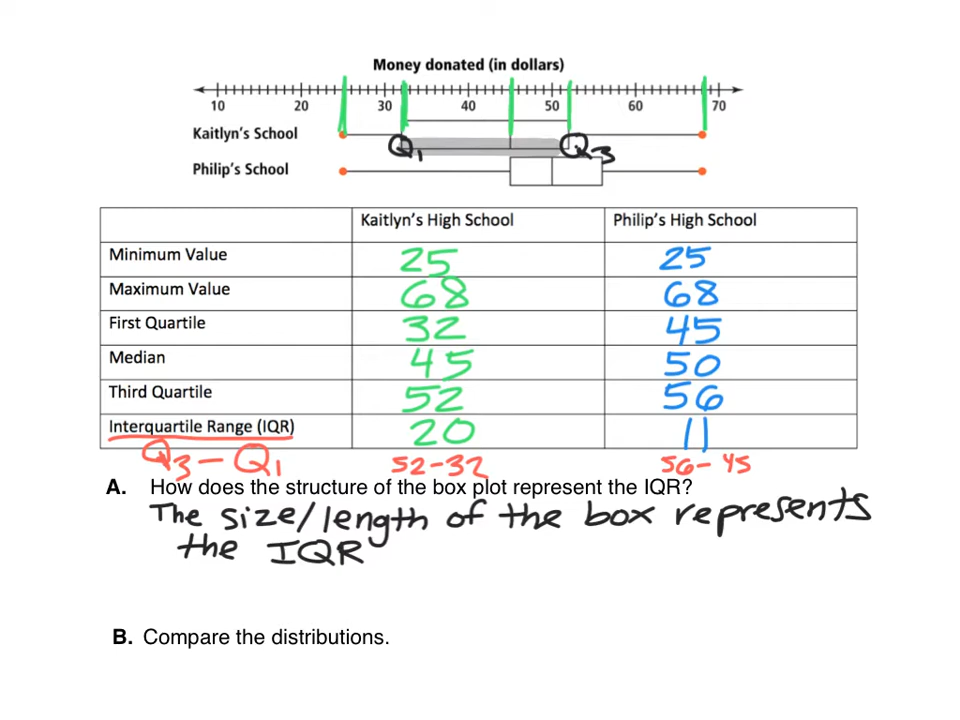 Money donated (in dollars)
10 20 30 40 50 60 70
Kaitlyn's School
Q1 Q3
Philip's School
Kaitlyn's High School Philip's High School
Minimum Value 25 25
Maximum Value 68 68
First Quartile 32 45
Median 45 50
Third Quartile 52 56
Interquartile Range (IQR) 20 11
Q3 - Q1 52-32 56-45
A. How does the structure of the box plot represent the IQR?
The size/length of the box represents
the IQR
B. Compare the distributions.